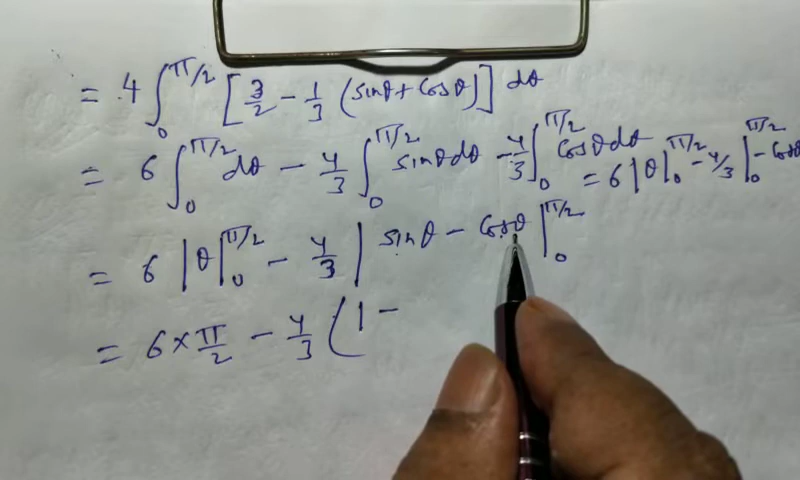 = 4 ∫₀^π/2 [3/2 - 1/3 (sinθ + cosθ)] dθ
= 6 ∫₀^π/2 dθ - 4/3 ∫₀^π/2 sinθ dθ - 4/3 ∫₀^π/2 cosθ dθ
= 6 |θ|₀^π/2 - 4/3 |₀^π/2 - cosθ
= 6 |θ|₀^π/2 - 4/3 | sinθ - cosθ |₀^π/2
= 6 × π/2 - 4/3 (1 -